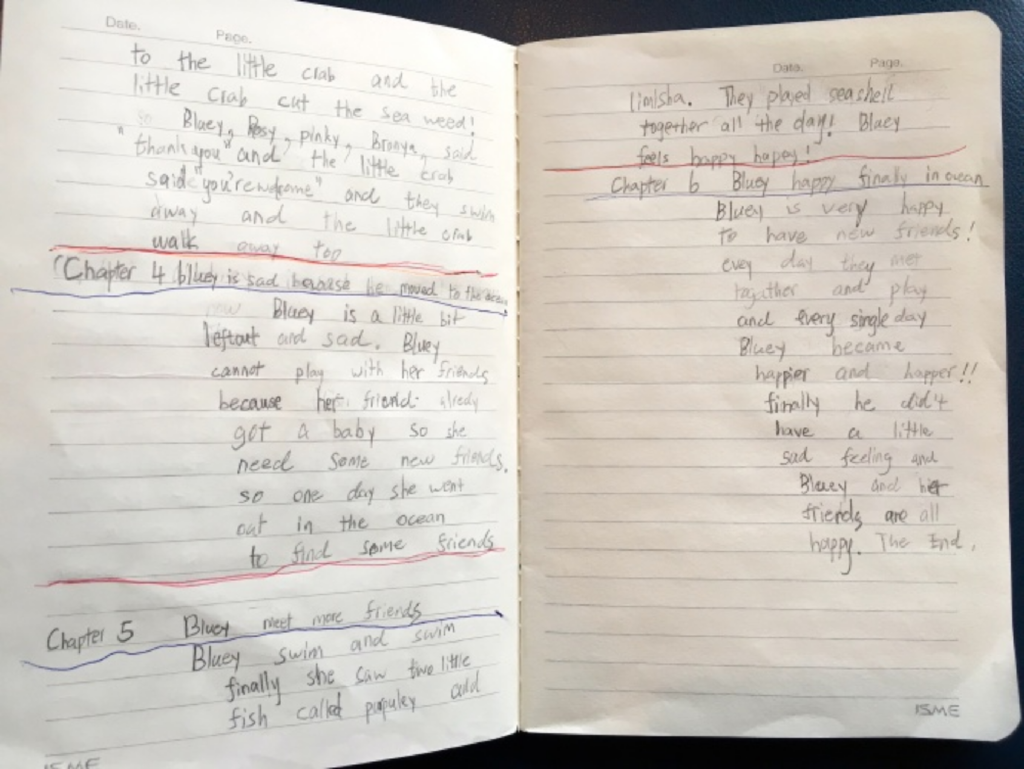 Date. Page.
to the little crab and the
little crab cut the sea weed!
so Bluey, Rosy, pinky, Bronya, said
"thankyou" and the little crab
said "you'rewelcome" and they swim
away and the little crab
walk away too
Chapter 4 bluey is sad because he moved to the ocean
now Bluey is a little bit
leftout and sad. Bluey
cannot play with her friends
because her friend alredy
got a baby so she
need some new friends.
so one day she went
out in the ocean
to find some friends
Chapter 5 Bluey meet more friends
Bluey swim and swim
finally she saw two little
fish called and
ISME
Date. Page.
limisha. They played seashell
together all the day! Bluey
feels happy happy!
Chapter 6 Bluey happy finally in ocean
Bluey is very happy
to have new friends!
evey day they met
together and play
and every single day
Bluey became
happier and happer!!
finally he did't
have a little
sad feeling and
Bluey and her
friends are all
happy. The End.
ISME